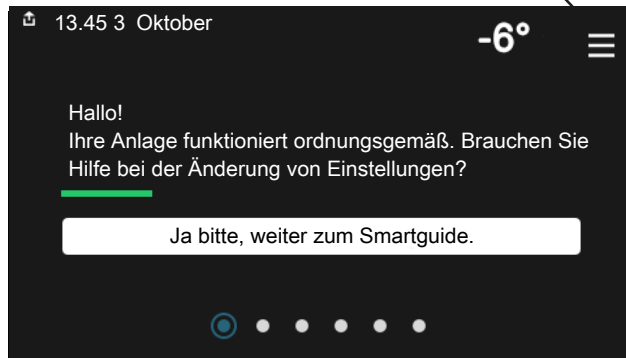 13.45 3 Oktober
-6°
Hallo!
Ihre Anlage funktioniert ordnungsgemäß. Brauchen Sie
Hilfe bei der Änderung von Einstellungen?
Ja bitte, weiter zum Smartguide.